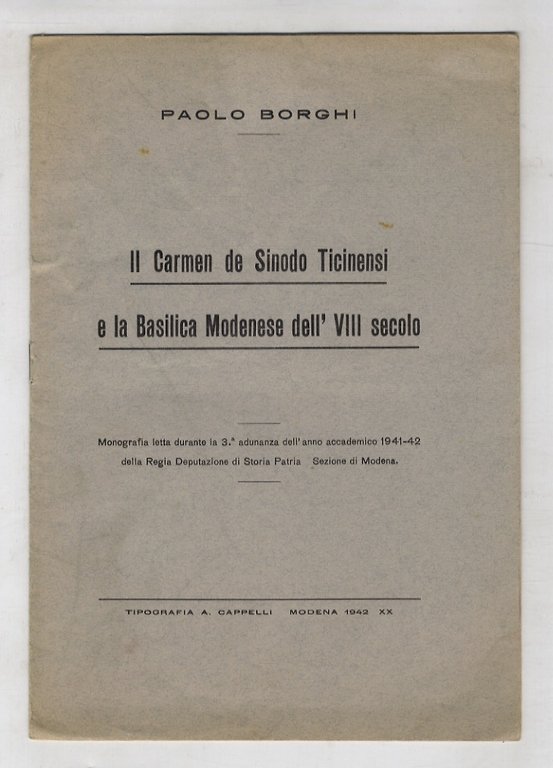 PAOLO BORGHI
Il Carmen de Sinodo Ticinensi
e la Basilica Modenese dell' VIII secolo
Monografia letta durante la 3.ª adunanza dell'anno accademico 1941-42
della Regia Deputazione di Storia Patria Sezione di Modena.
TIPOGRAFIA A. CAPPELLI MODENA 1942 XX